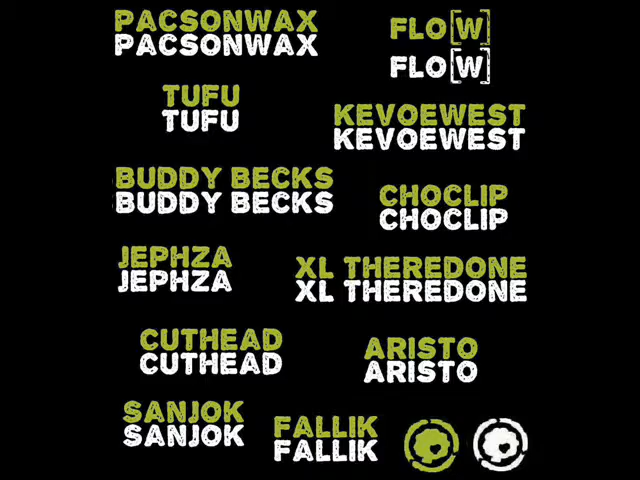 PACSONWAX
PACSONWAX
FLO[W]
FLO[W]
TUFU
TUFU
KEVOEWEST
KEVOEWEST
BUDDY BECKS
BUDDY BECKS
CHOCLIP
CHOCLIP
JEPHZA
JEPHZA
XL THEREDONE
XL THEREDONE
CUTHEAD
CUTHEAD
ARISTO
ARISTO
SANJOK
SANJOK
FALLIK
FALLIK